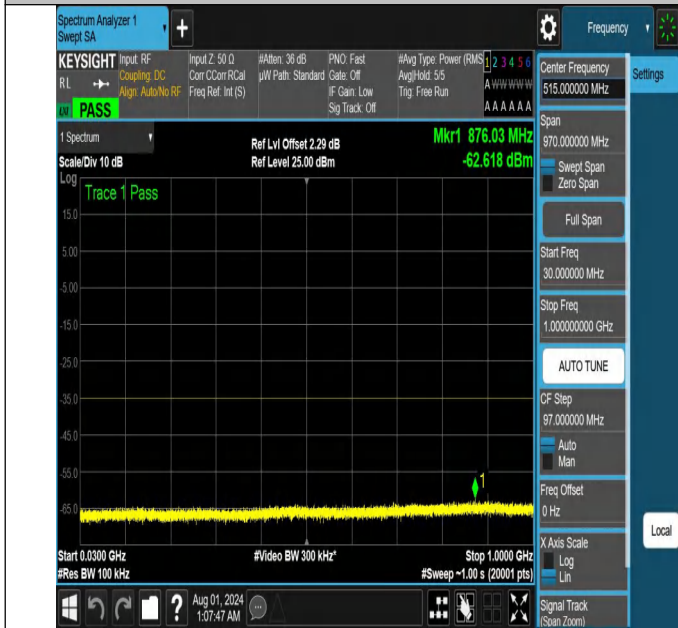 Spectrum Analyzer 1
Swept SA
Frequency
KEYSIGHT
RL
PASS
Input: RF
Coupling: DC
Align: Auto/No RF
Input Z: 50 Ω
Corr CCorr RCal
Freq Ref: Int (S)
#Atten: 36 dB
µW Path: Standard
PNO: Fast
Gate: Off
IF Gain: Low
Sig Track: Off
#Avg Type: Power (RMS
Avg|Hold: 5/5
Trig: Free Run
1 2 3 4 5 6
A W W W W W
A A A A A A
Center Frequency
515.000000 MHz
Settings
Span
970.000000 MHz
Swept Span
Zero Span
Full Span
Start Freq
30.000000 MHz
Stop Freq
1.000000000 GHz
AUTO TUNE
CF Step
97.000000 MHz
Auto
Man
Freq Offset
0 Hz
X Axis Scale
Log
Lin
Signal Track
(Span Zoom)
Local
1 Spectrum
Scale/Div 10 dB
Ref Lvl Offset 2.29 dB
Ref Level 25.00 dBm
Mkr1 876.03 MHz
-62.618 dBm
Log
Trace 1 Pass
15.0
5.00
-5.00
-15.0
-25.0
-35.0
-45.0
-55.0
-65.0
1
Start 0.0300 GHz
#Res BW 100 kHz
#Video BW 300 kHz*
Stop 1.0000 GHz
#Sweep ~1.00 s (20001 pts)
?
Aug 01, 2024
1:07:47 AM